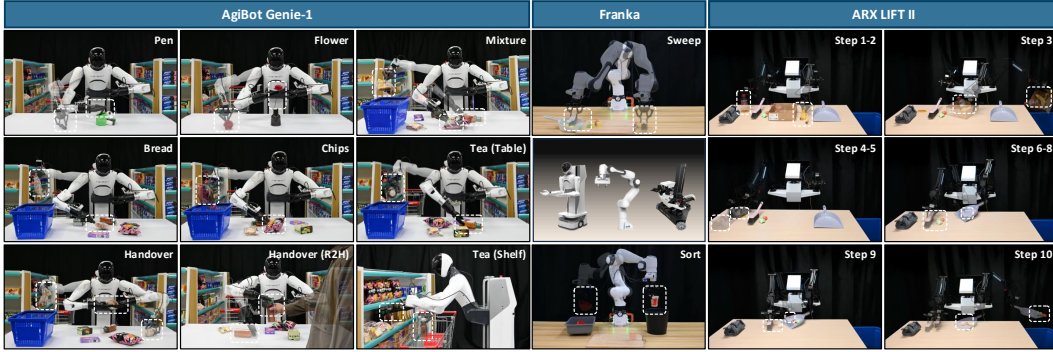 AgiBot Genie-1
Franka
ARX LIFT II
Pen
Flower
Mixture
Sweep
Step 1-2
Step 3
Bread
Chips
Tea (Table)
Step 4-5
Step 6-8
Handover
Handover (R2H)
Tea (Shelf)
Sort
Step 9
Step 10